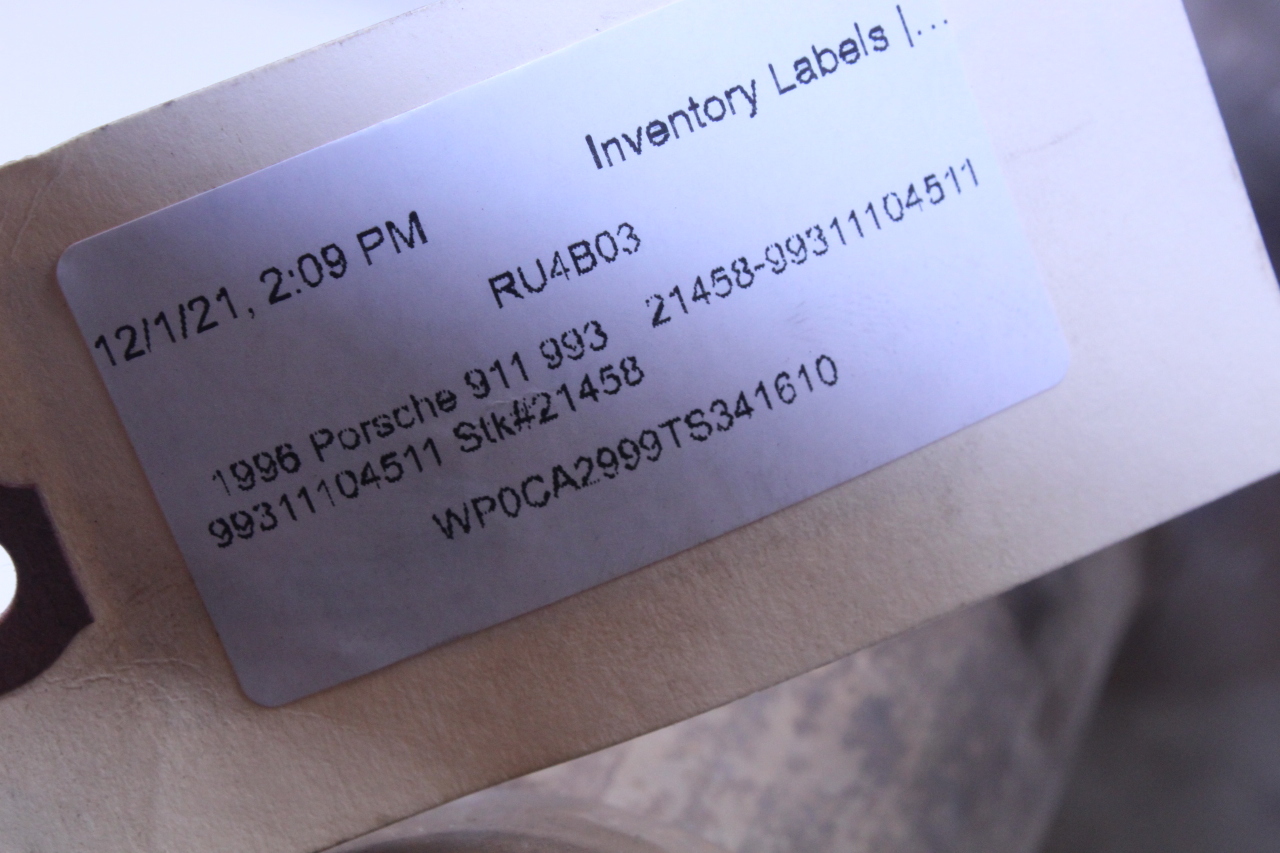 12/1/21, 2:09 PM Inventory Labels |...
RU4B03
1996 Porsche 911 993 21458-99311104511
99311104511 Stk#21458
WP0CA2999TS341610